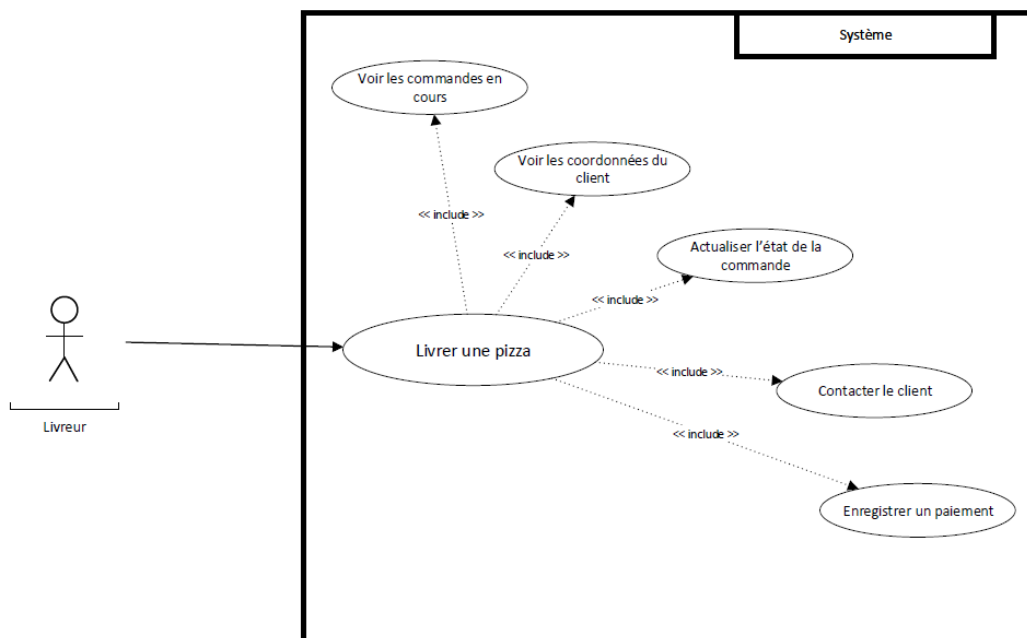 Système
Voir les commandes en
cours
Voir les coordonnées du
client
<< include >>
<< include >>
Actualiser l'état de la
commande
<< include >>
Livrer une pizza
<< include >>
Contacter le client
Livreur
<< include >>
Enregistrer un paiement